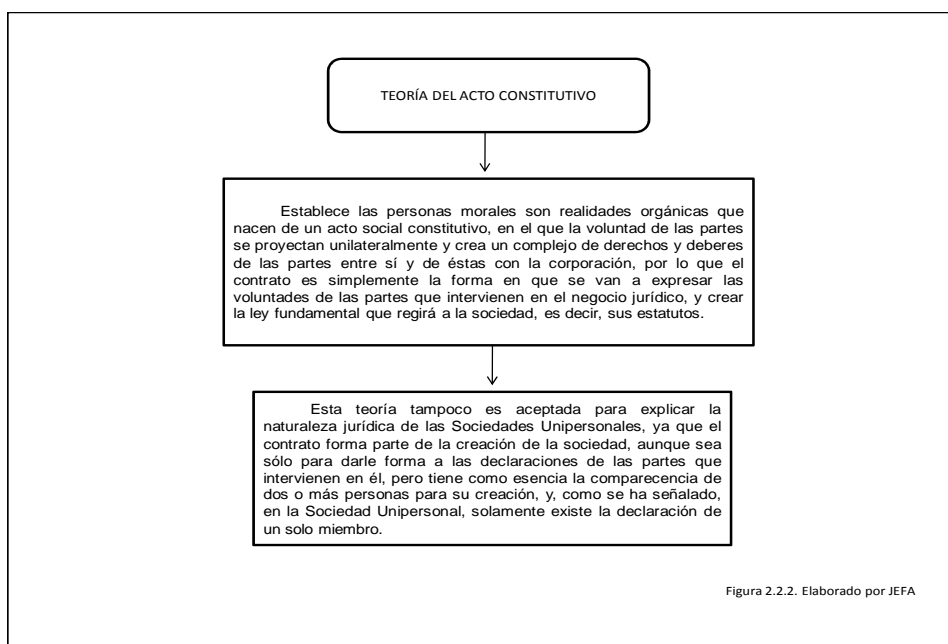 TEORÍA DEL ACTO CONSTITUTIVO
Establece las personas morales son realidades orgánicas que
nacen de un acto social constitutivo, en el que la voluntad de las partes
se proyectan unilateralmente y crea un complejo de derechos y deberes
de las partes entre sí y de éstas con la corporación, por lo que el
contrato es simplemente la forma en que se van a expresar las
voluntades de las partes que intervienen en el negocio jurídico, y crear
la ley fundamental que regirá a la sociedad, es decir, sus estatutos.
Esta teoría tampoco es aceptada para explicar la
naturaleza jurídica de las Sociedades Unipersonales, ya que el
contrato forma parte de la creación de la sociedad, aunque sea
sólo para darle forma a las declaraciones de las partes que
intervienen en él, pero tiene como esencia la comparecencia de
dos o más personas para su creación, y, como se ha señalado,
en la Sociedad Unipersonal, solamente existe la declaración de
un solo miembro.
Figura 2.2.2. Elaborado por JEFA